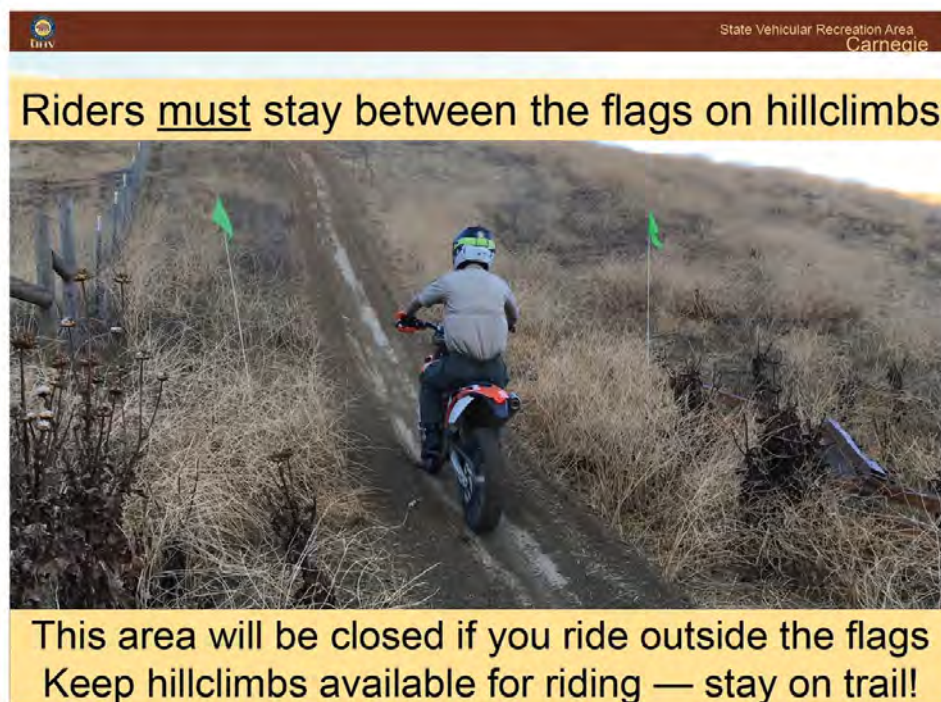 State Vehicular Recreation Area
Carnegie
Riders must stay between the flags on hillclimbs
This area will be closed if you ride outside the flags
Keep hillclimbs available for riding — stay on trail!